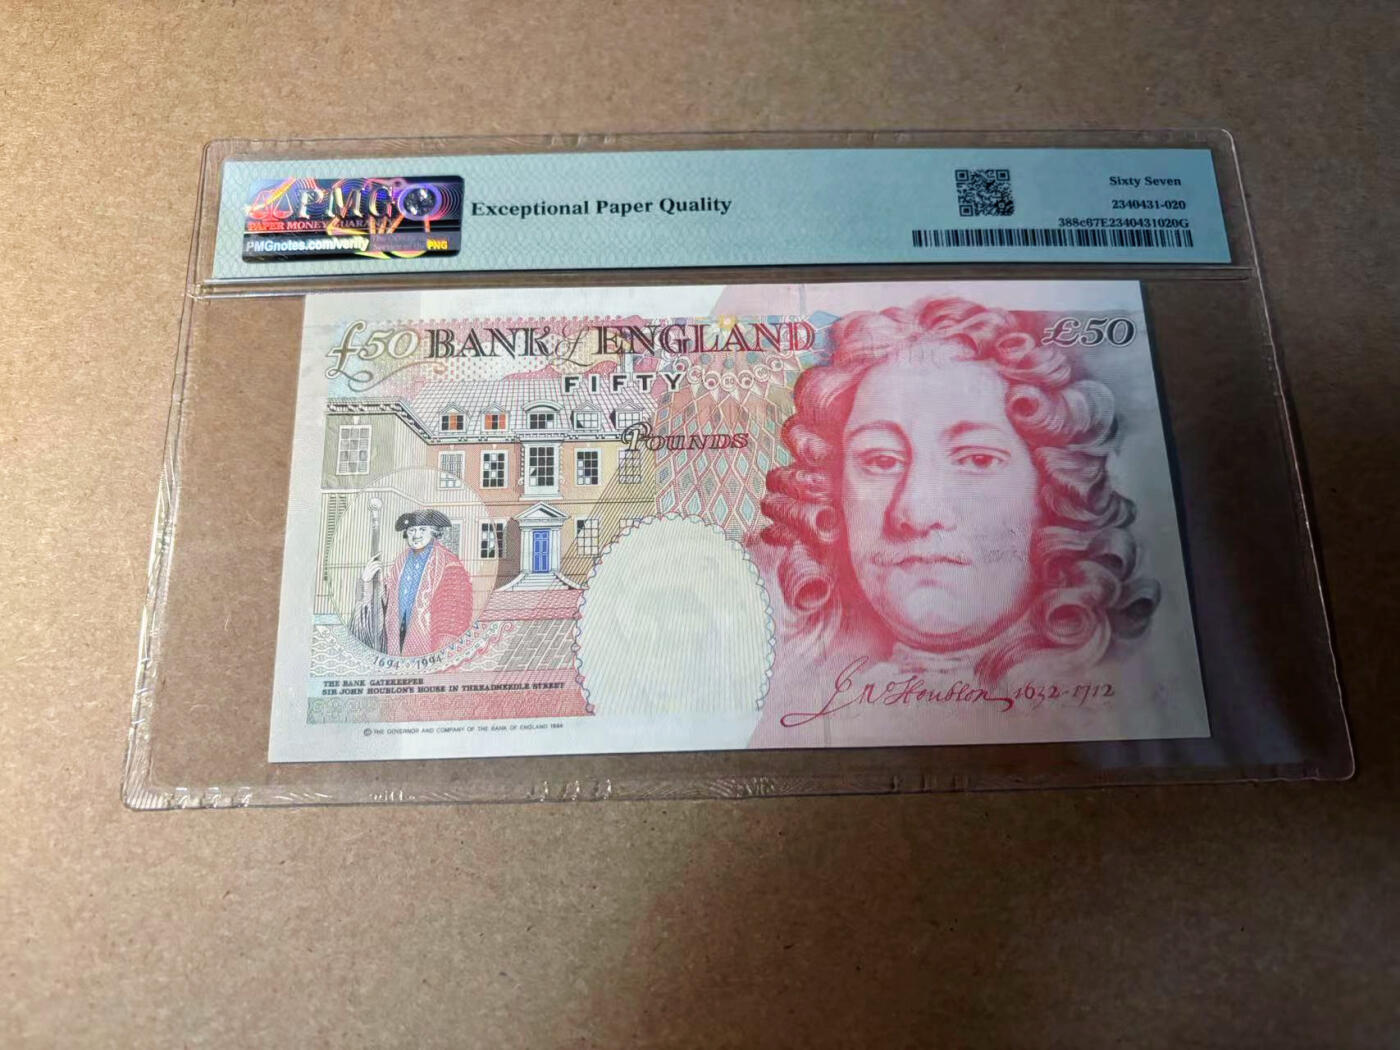 PMG
PAPER MONEY GUARANTY
PMGnotes.com/verify
PNG
Exceptional Paper Quality
Sixty Seven
2340431-020
388c67E2340431020G
£50 BANK of ENGLAND £50
FIFTY
POUNDS
1694 1994
THE BANK GATEKEEPER
SIR JOHN HOUBLON'S HOUSE IN THREADNEEDLE STREET
© THE GOVERNOR AND COMPANY OF THE BANK OF ENGLAND 1994
Houblon 1632-1712